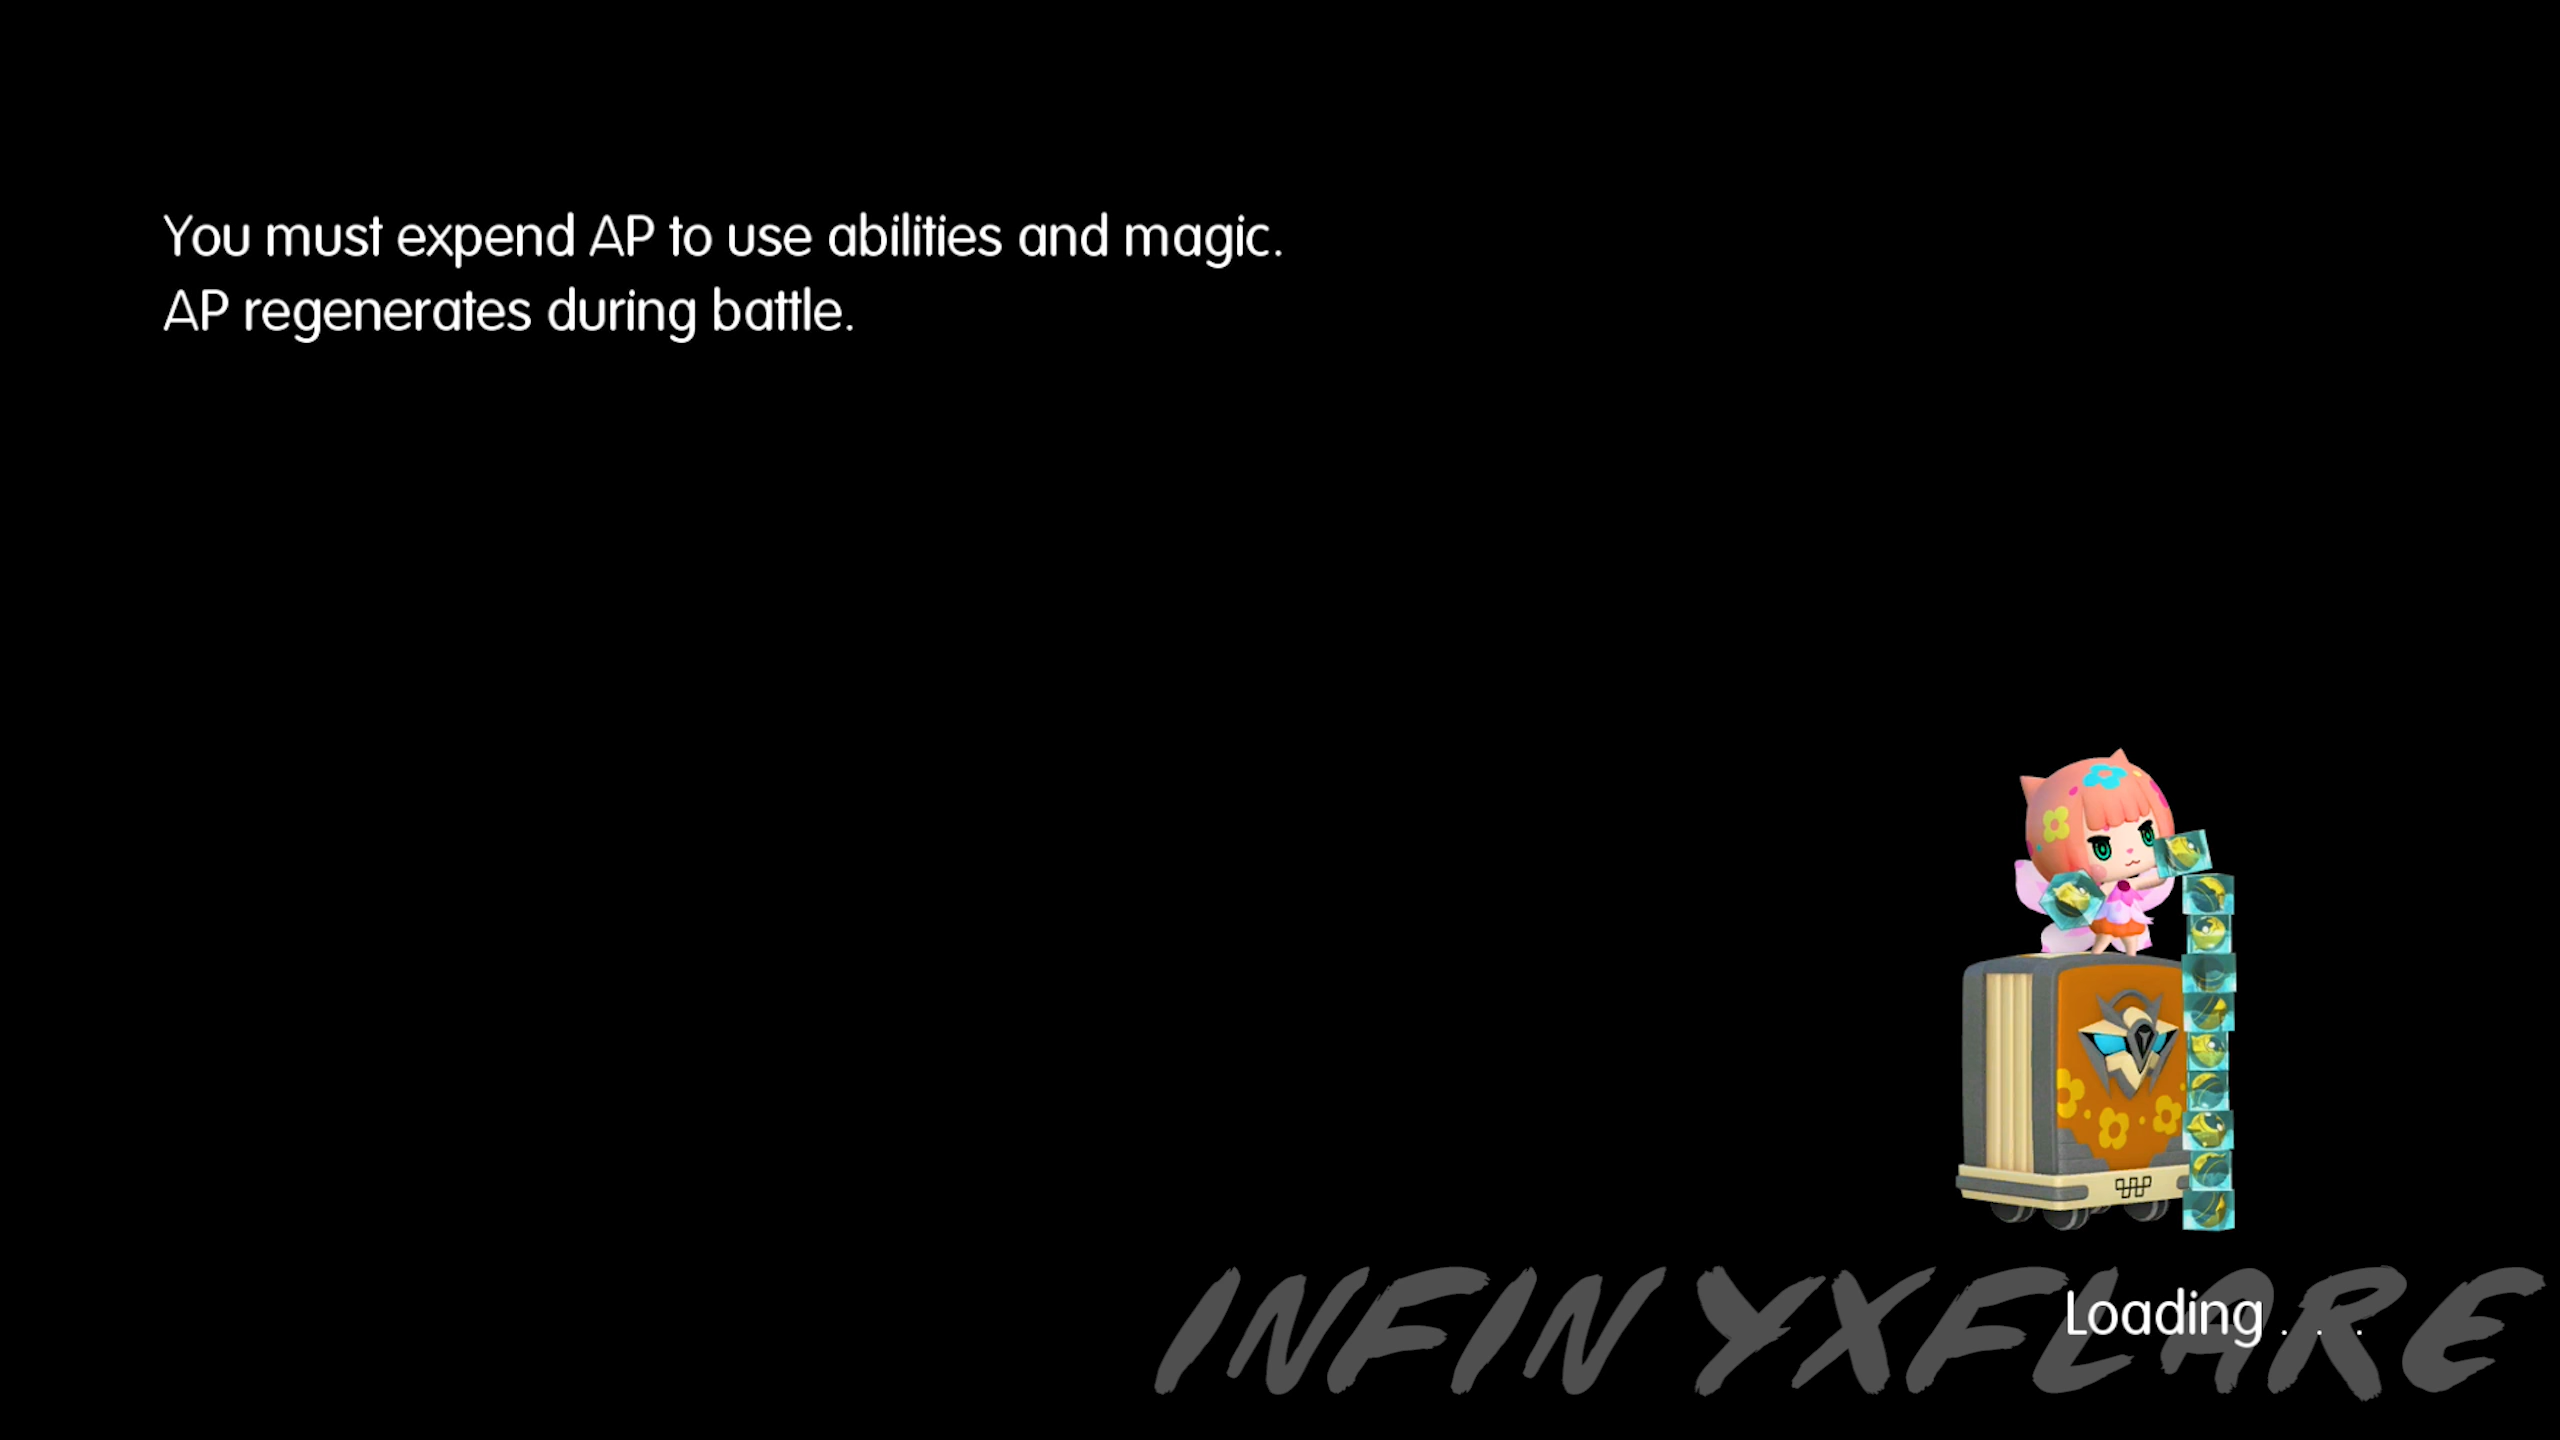 You must expend AP to use abilities and magic.
AP regenerates during battle.
Loading . . .
INFINYXFLARE